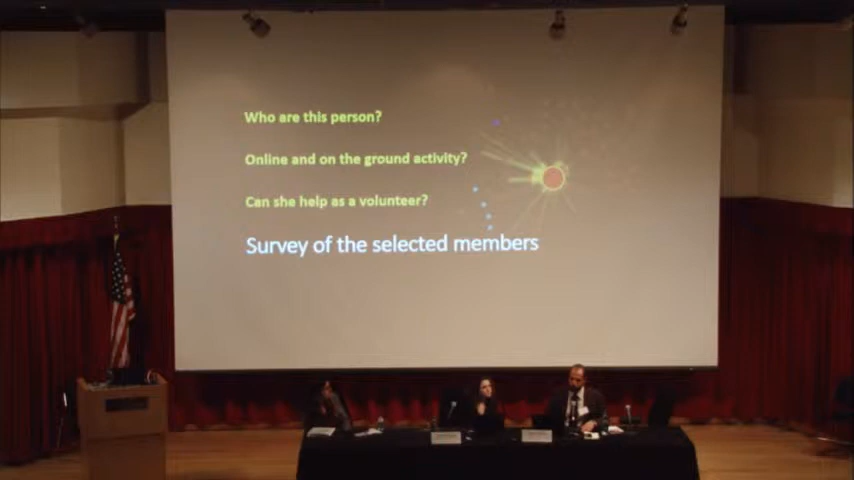 Who are this person?
Online and on the ground activity?
Can she help as a volunteer?
Survey of the selected members